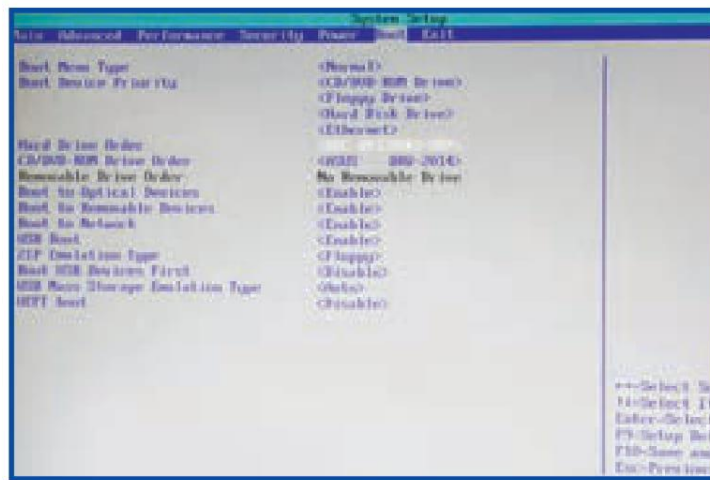 System Setup
Main Advanced Performance Security Power Boot Exit
Boot Menu Type <Normal>
Boot Device Priority <CD/DVD-ROM Drive>
<Floppy Drive>
<Hard Disk Drive>
<Ethernet>
Hard Drive Order
CD/DVD-ROM Drive Order <ASUS
Removable Drive Order No Removable Drive
Boot to Optical Devices <Enable>
Boot to Removable Devices <Enable>
Boot to Network <Enable>
USB Boot <Enable>
ZIP Emulation Type <Floppy>
Boot USB Devices First <Disable>
USB Mass Storage Emulation Type <Auto>
UEFI Boot <Disable>
Select
Select
Enter-Selec
F9-Setup
F10-Save an
Esc-Previous